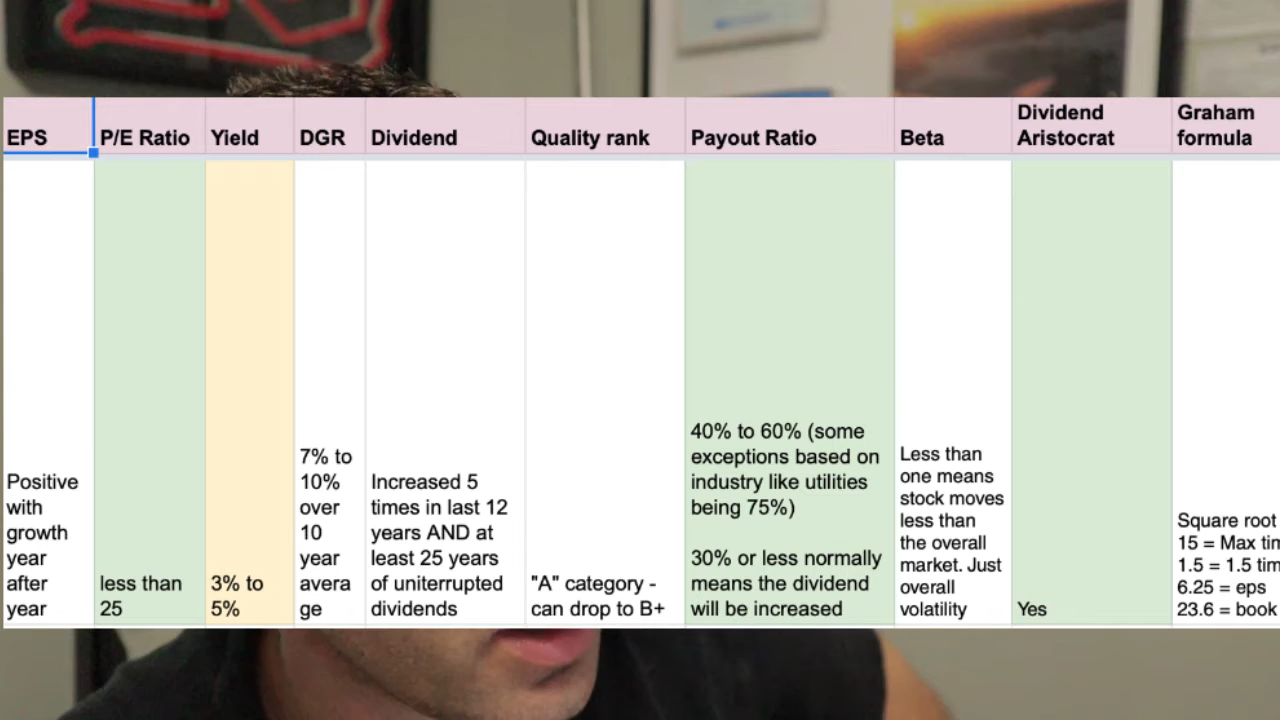 EPS
P/E Ratio
Yield
DGR
Dividend
Quality rank
Payout Ratio
Beta
Dividend
Aristocrat
Graham
formula
Positive
with
growth
year
after
year
less than
25
3% to
5%
7% to
10%
over
10
year
avera
ge
Increased 5
times in last 12
years AND at
least 25 years
of uniterrupted
dividends
"A" category -
can drop to B+
40% to 60% (some
exceptions based on
industry like utilities
being 75%)
30% or less normally
means the dividend
will be increased
Less than
one means
stock moves
less than
the overall
market. Just
overall
volatility
Yes
Square root
15 = Max
1.5 = 1.5
6.25 = eps
23.6 = book